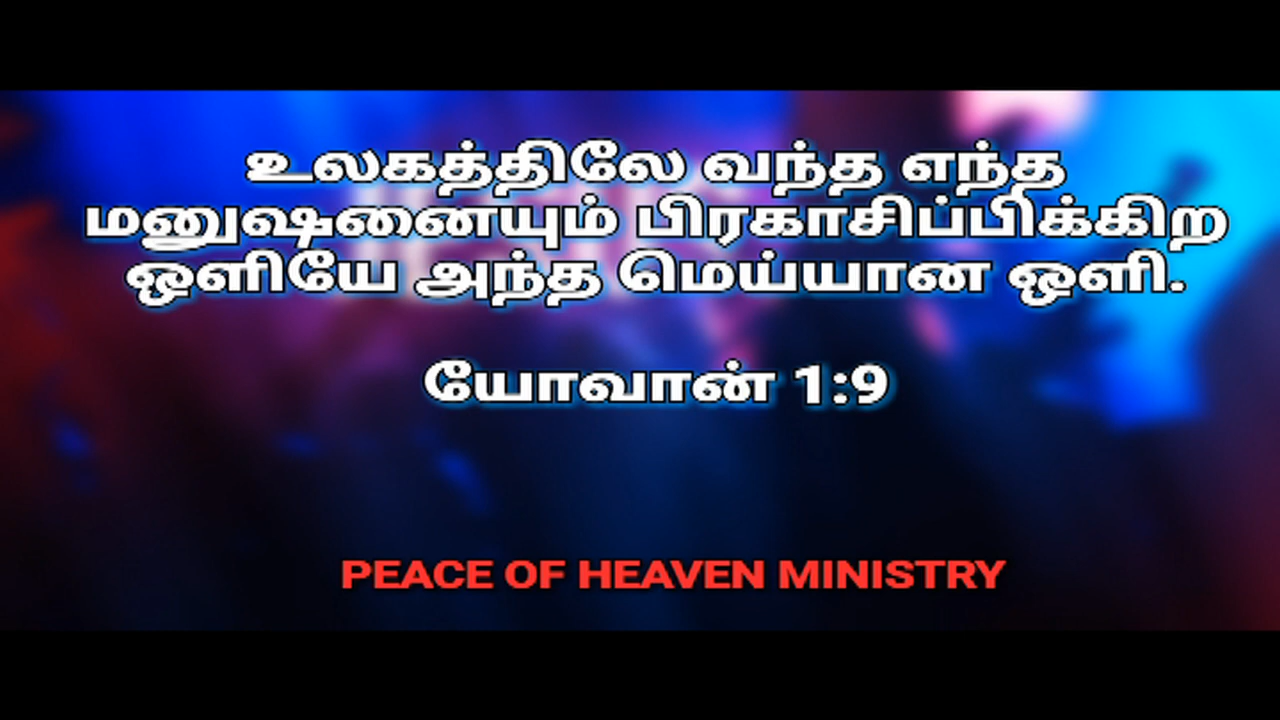 உலகத்திலே வந்த எந்த
மனுஷனையும் பிரகாசிப்பிக்கிற
ஒளியே அந்த மெய்யான ஒளி.
யோவான் 1:9
PEACE OF HEAVEN MINISTRY